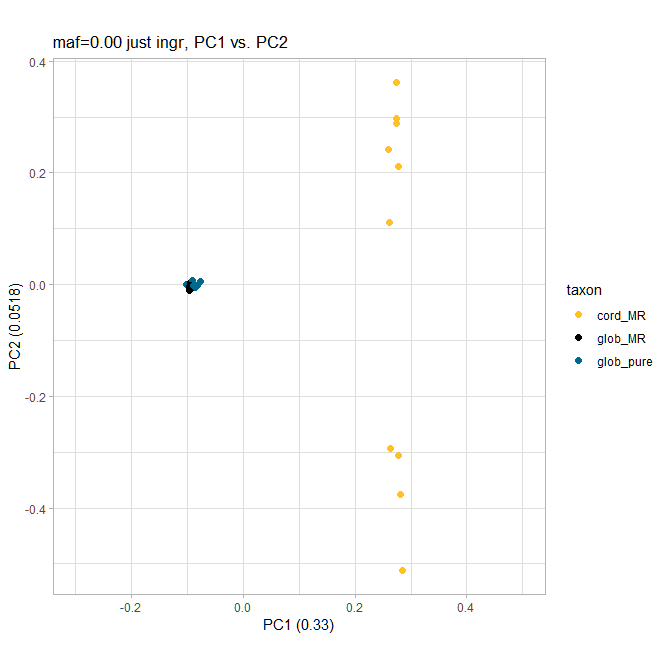 maf=0.00 just ingr, PC1 vs. PC2
0.4
0.2
0.0
-0.2
-0.4
PC2 (0.0518)
-0.2
0.0
0.2
0.4
PC1 (0.33)
taxon
cord_MR
glob_MR
glob_pure